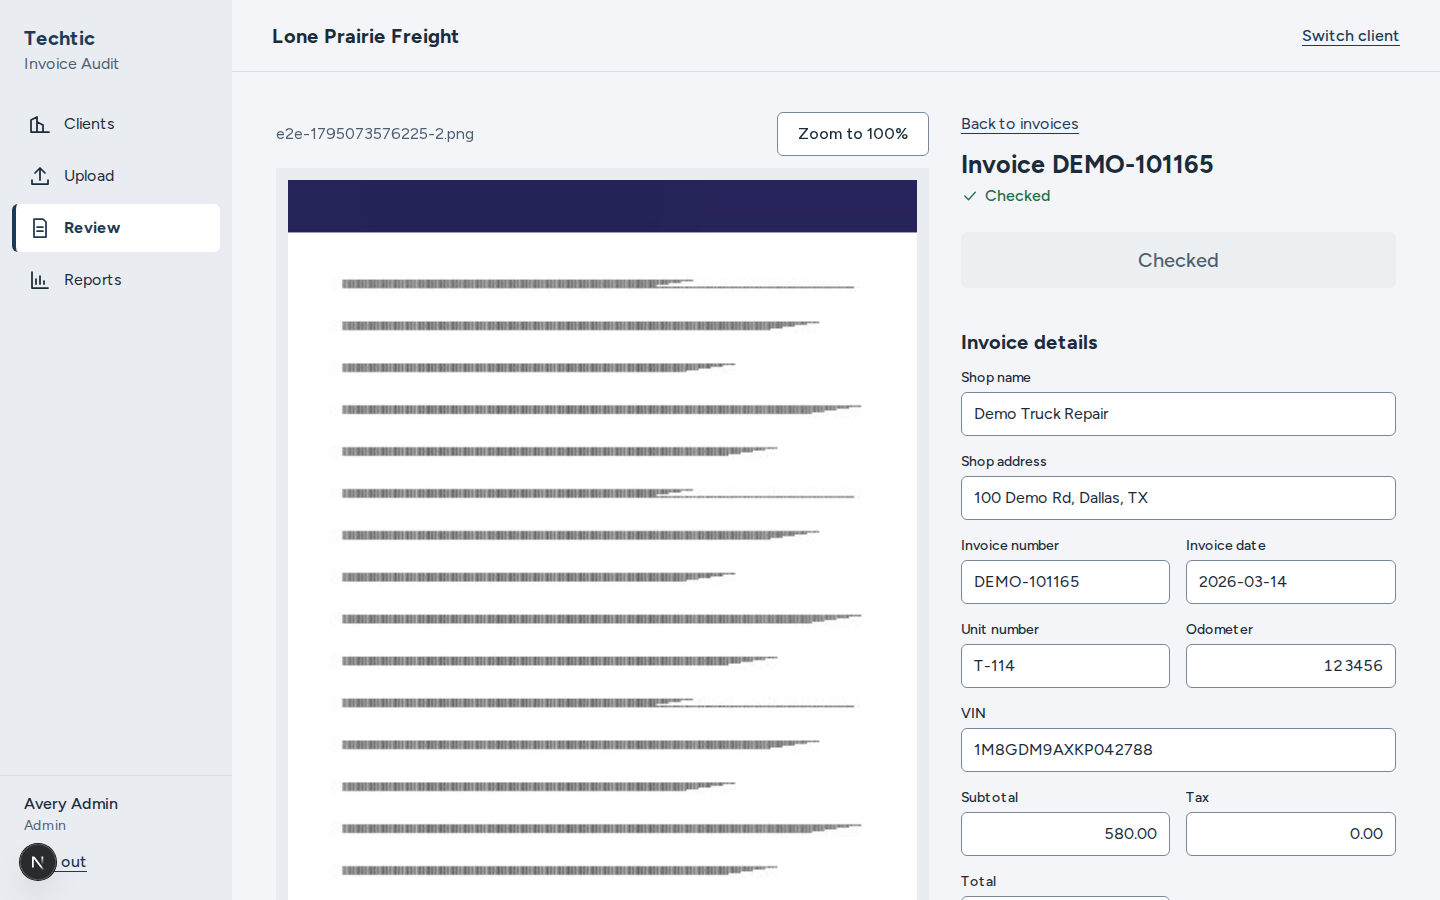 Techtic
Invoice Audit
Clients
Upload
Review
Reports
Avery Admin
Admin
N
out
Lone Prairie Freight
Switch client
e2e-1795073576225-2.png
Zoom to 100%
Back to invoices
Invoice DEMO-101165
Checked
Checked
Invoice details
Shop name
Demo Truck Repair
Shop address
100 Demo Rd, Dallas, TX
Invoice number Invoice date
DEMO-101165 2026-03-14
Unit number Odometer
T-114 123456
VIN
1M8GDM9AXKP042788
Subtotal Tax
580.00 0.00
Total